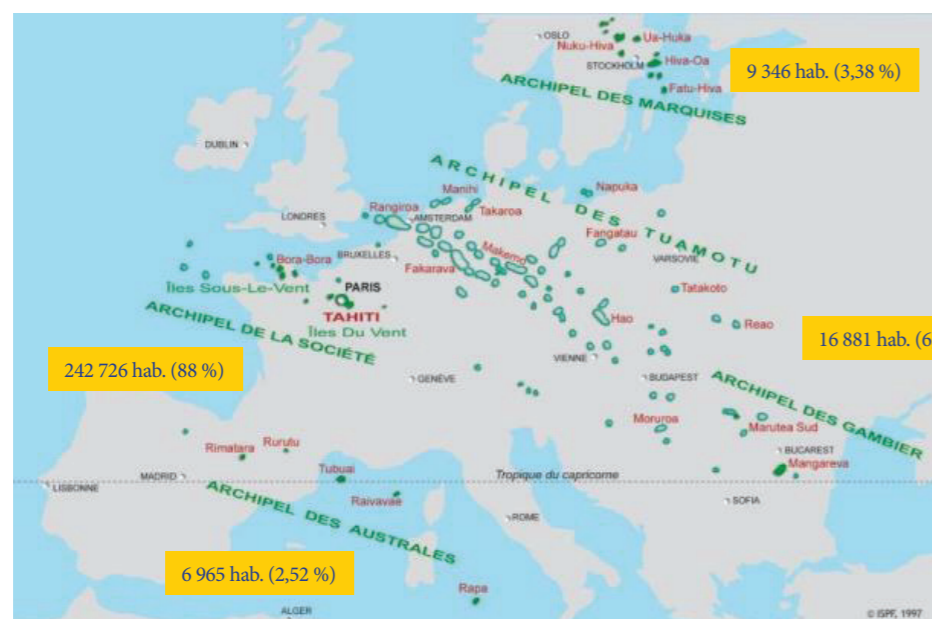 OSLO
Ua-Huka
Nuku-Hiva
STOCKHOLM
Hiva-Oa
9 346 hab. (3,38 %)
Fatu-Hiva
ARCHIPEL DES MARQUISES
DUBLIN
ARCHIPEL DES TUAMOTU
Napuka
Manihi
Rangiroa
Takaroa
LONDRES
AMSTERDAM
Fangatau
BRUXELLES
Makemo
VARSOVIE
Bora-Bora
Fakarava
Îles Sous-Le-Vent
PARIS
Tatakoto
TAHITI
Îles Du Vent
Hao
Reao
ARCHIPEL DE LA SOCIÉTÉ
16 881 hab. (6
VIENNE
242 726 hab. (88 %)
GENÈVE
BUDAPEST
ARCHIPEL DES GAMBIER
Moruroa
Marutea Sud
Rimatara
Rurutu
BUCAREST
Mangareva
MADRID
Tubuai
Tropique du capricorne
LISBONNE
ARCHIPEL DES AUSTRALES
Raivavae
SOFIA
ROME
6 965 hab. (2,52 %)
Rapa
ALGER
© ISPF, 1997